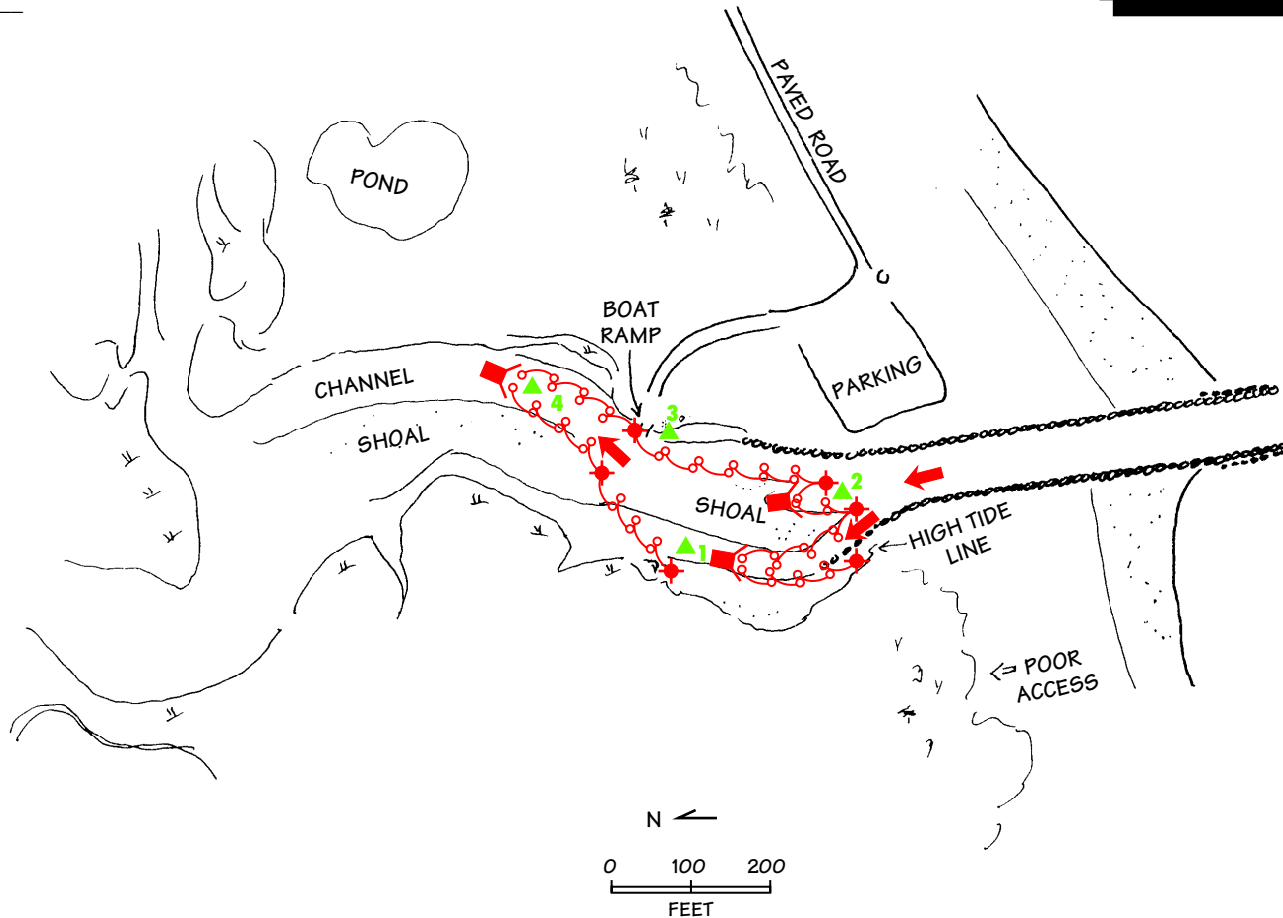 PAVED ROAD
POND
BOAT
RAMP
CHANNEL
PARKING
SHOAL
4
3
2
SHOAL
HIGH TIDE
LINE
1
POOR
ACCESS
N
0 100 200
FEET